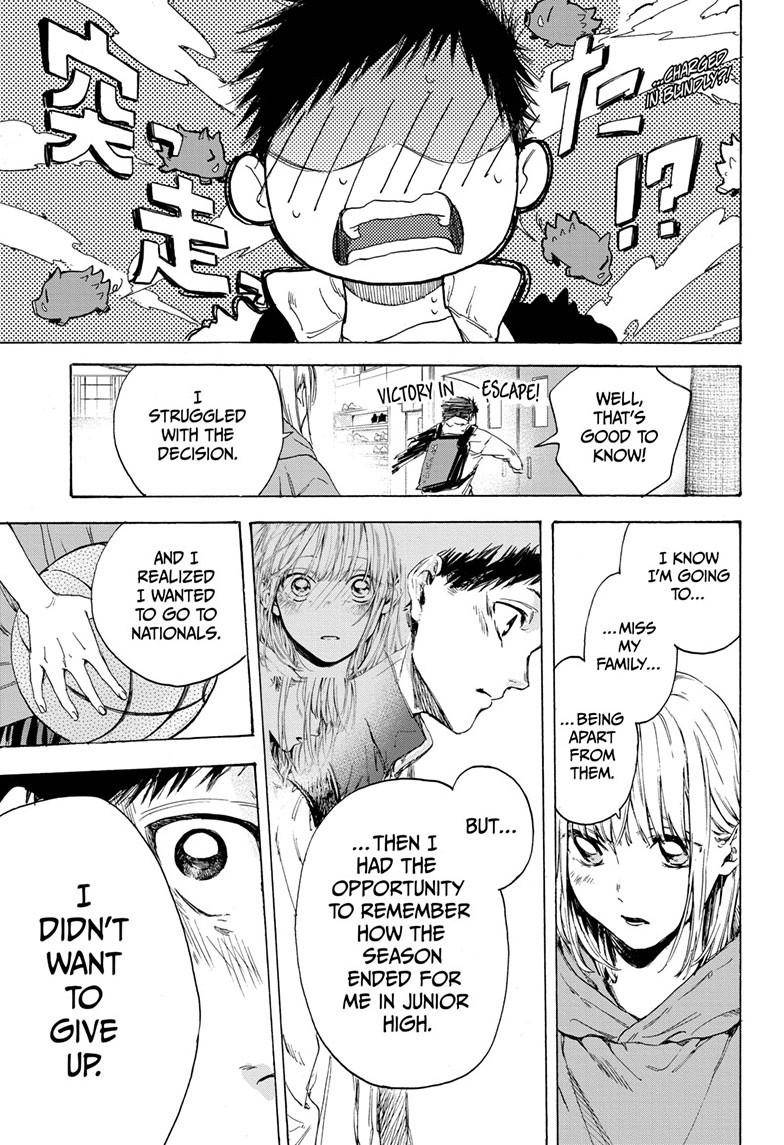 突っ走っ
た!?
...CHARGED
IN BLINDLY?!
WELL,
THAT'S
GOOD TO
KNOW!
VICTORY IN ESCAPE!
I
STRUGGLED
WITH THE
DECISION.
I KNOW
I'M GOING
TO...
...MISS
MY
FAMILY...
...BEING
APART
FROM
THEM.
BUT...
...THEN I
HAD THE
OPPORTUNITY
TO REMEMBER
HOW THE
SEASON
ENDED FOR
ME IN JUNIOR
HIGH.
AND I
REALIZED
I WANTED
TO GO TO
NATIONALS.
I
DIDN'T
WANT
TO
GIVE
UP.